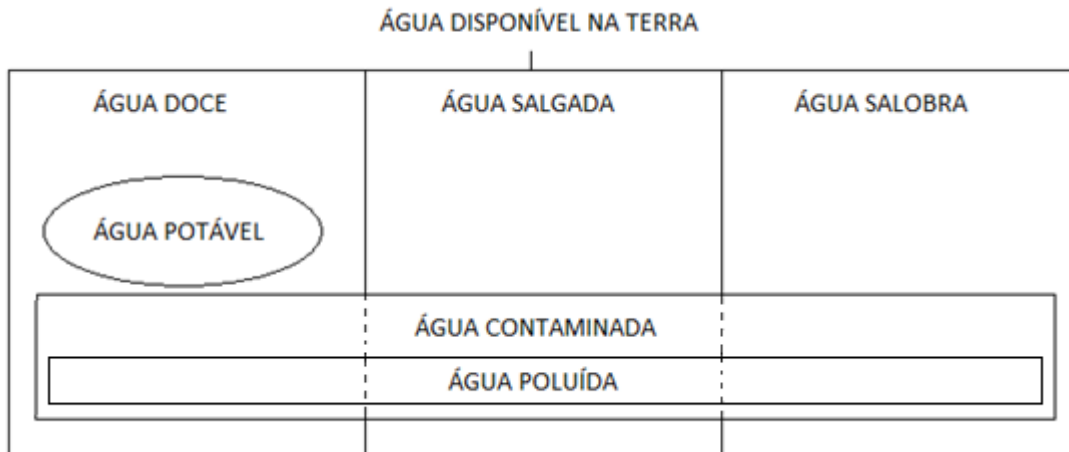 ÁGUA DISPONÍVEL NA TERRA
ÁGUA DOCE
ÁGUA SALGADA
ÁGUA SALOBRA
ÁGUA POTÁVEL
ÁGUA CONTAMINADA
ÁGUA POLUÍDA